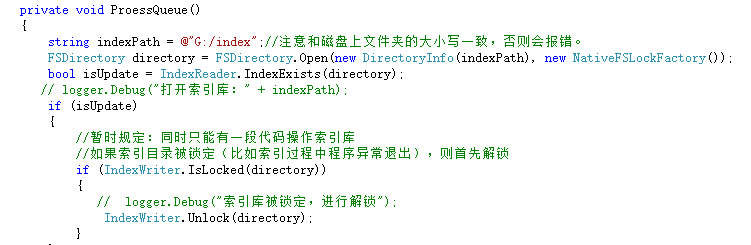 private void ProessQueue()
{
string indexPath = @"G:/index";//注意和磁盘上文件夹的大小写一致，否则会报错。
FSDirectory directory = FSDirectory.Open(new DirectoryInfo(indexPath), new NativeFSLockFactory());
bool isUpdate = IndexReader.IndexExists(directory);
// logger.Debug("打开索引库：" + indexPath);
if (isUpdate)
{
//暂时规定：同时只能有一段代码操作索引库
//如果索引目录被锁定（比如索引过程中程序异常退出），则首先解锁
if (IndexWriter.IsLocked(directory))
{
//  logger.Debug("索引库被锁定，进行解锁");
IndexWriter.Unlock(directory);
}